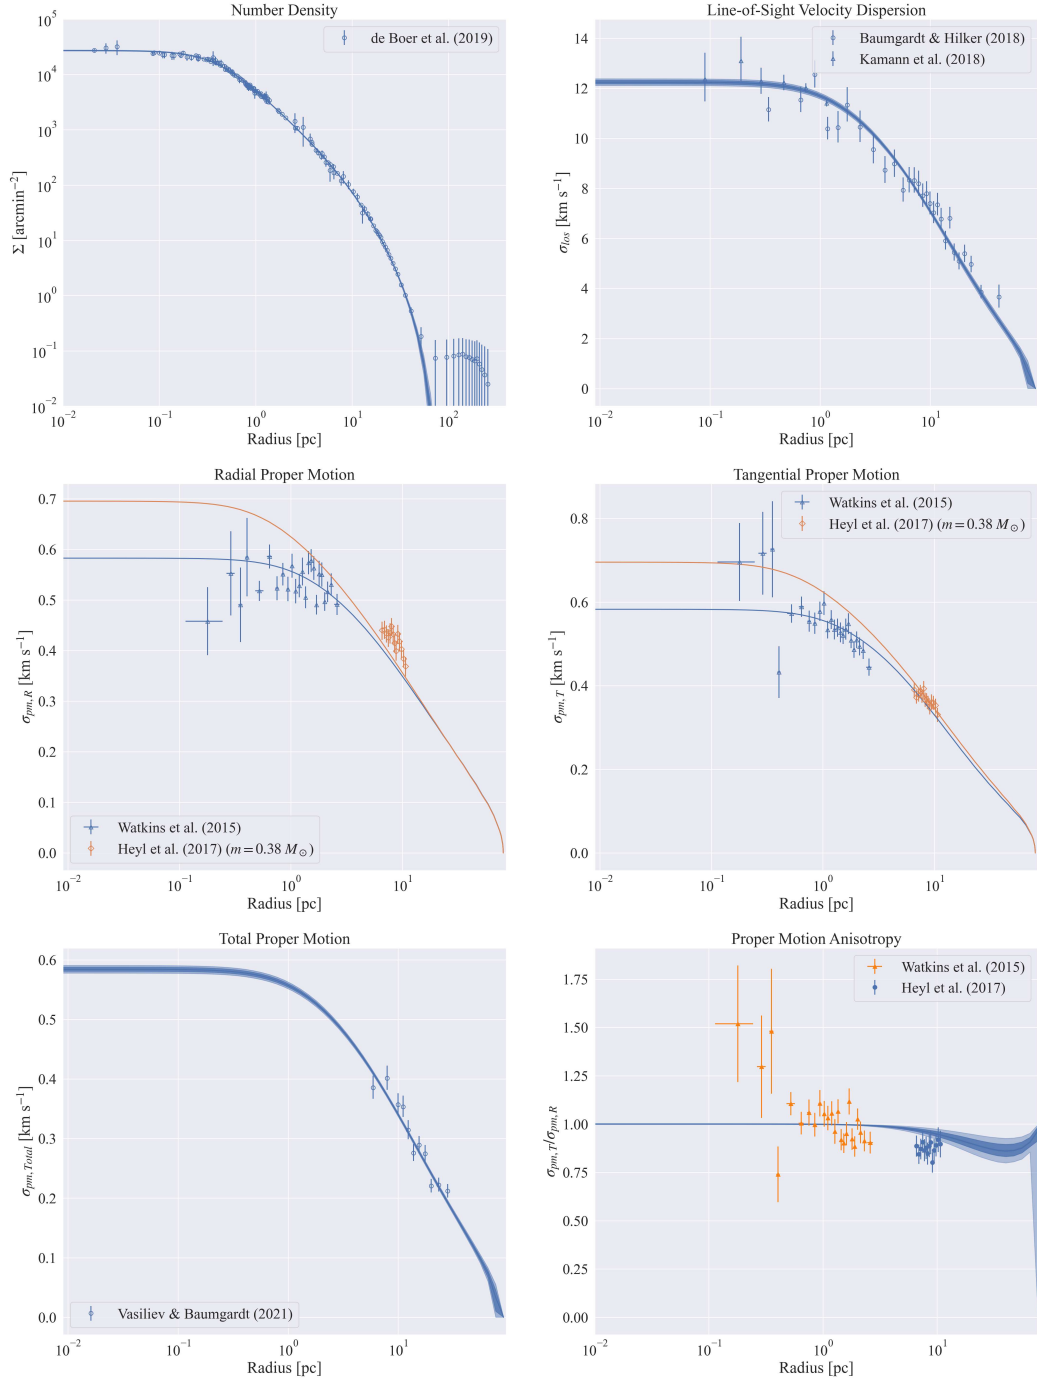 Number Density
10^5
10^4
10^3
10^2
10^1
10^0
10^−1
10^−2
Σ [arcmin^−2]
de Boer et al. (2019)
10^−2 10^−1 10^0 10^1 10^2
Radius [pc]
Line-of-Sight Velocity Dispersion
14
12
10
8
6
4
2
0
σ_los [km s^−1]
Baumgardt & Hilker (2018)
Kamann et al. (2018)
10^−2 10^−1 10^0 10^1
Radius [pc]
Radial Proper Motion
0.7
0.6
0.5
0.4
0.3
0.2
0.1
0.0
σ_pm,R [km s^−1]
Watkins et al. (2015)
Heyl et al. (2017) (m = 0.38 M_⊙)
10^−2 10^−1 10^0 10^1
Radius [pc]
Tangential Proper Motion
0.8
0.6
0.4
0.2
0.0
σ_pm,T [km s^−1]
Watkins et al. (2015)
Heyl et al. (2017) (m = 0.38 M_⊙)
10^−2 10^−1 10^0 10^1
Radius [pc]
Total Proper Motion
0.6
0.5
0.4
0.3
0.2
0.1
0.0
σ_pm,Total [km s^−1]
Vasiliev & Baumgardt (2021)
10^−2 10^−1 10^0 10^1
Radius [pc]
Proper Motion Anisotropy
1.75
1.50
1.25
1.00
0.75
0.50
0.25
0.00
σ_pm,T/σ_pm,R
Watkins et al. (2015)
Heyl et al. (2017)
10^−2 10^−1 10^0 10^1
Radius [pc]